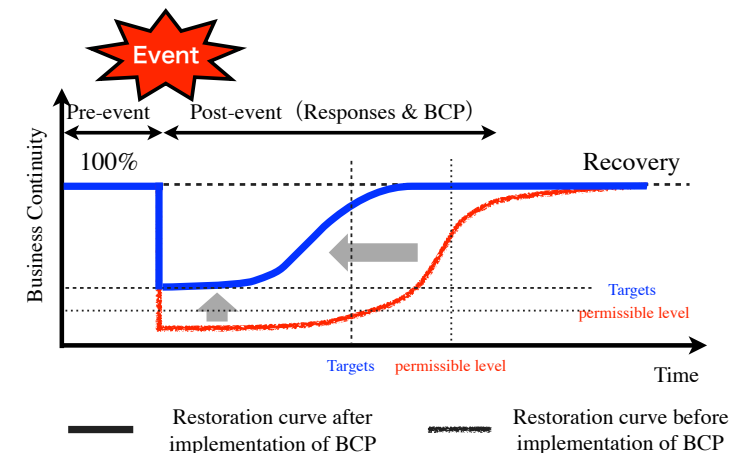 Event
Pre-event
Post-event (Responses & BCP)
100%
Recovery
Business Continuity
Targets
permissible level
Targets
permissible level
Time
Restoration curve after
implementation of BCP
Restoration curve before
implementation of BCP